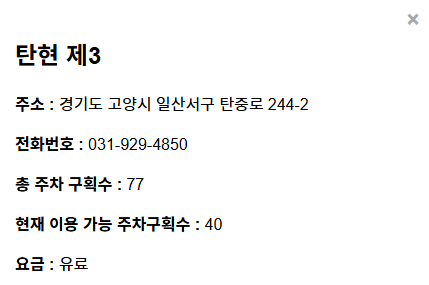 ×
탄현 제3
주소 : 경기도 고양시 일산서구 탄중로 244-2
전화번호 : 031-929-4850
총 주차 구획수 : 77
현재 이용 가능 주차구획수 : 40
요금 : 유료